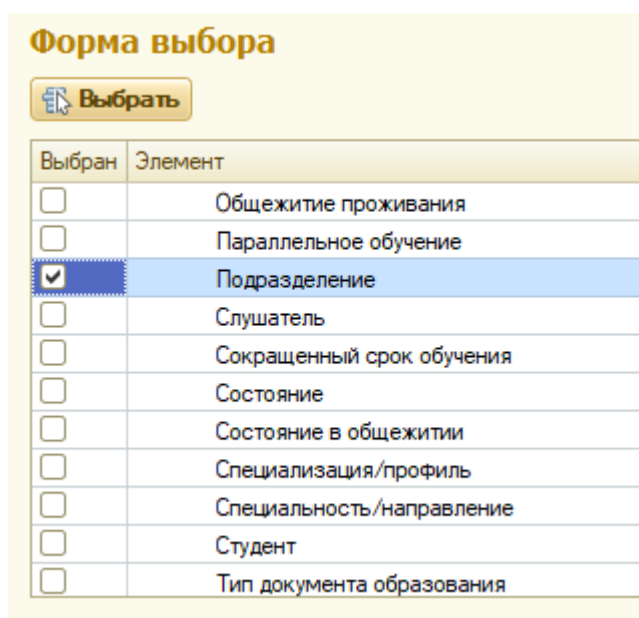 Форма выбора
Выбрать
Выбран Элемент
Общежитие проживания
Параллельное обучение
Подразделение
Слушатель
Сокращенный срок обучения
Состояние
Состояние в общежитии
Специализация/профиль
Специальность/направление
Студент
Тип документа образования